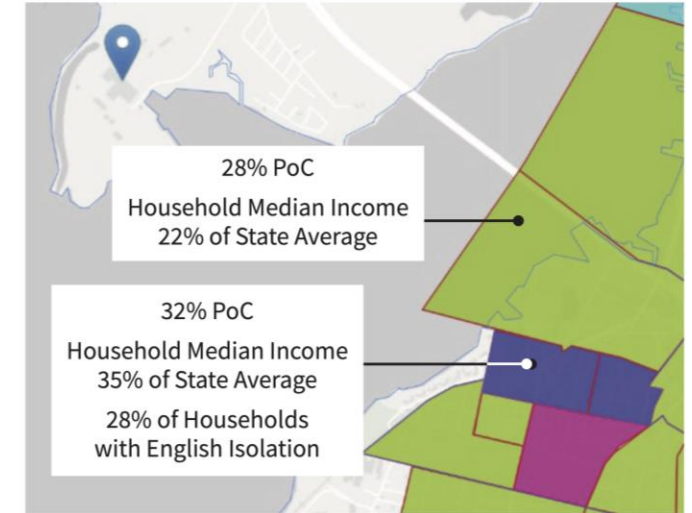 28% PoC
Household Median Income
22% of State Average
32% PoC
Household Median Income
35% of State Average
28% of Households
with English Isolation